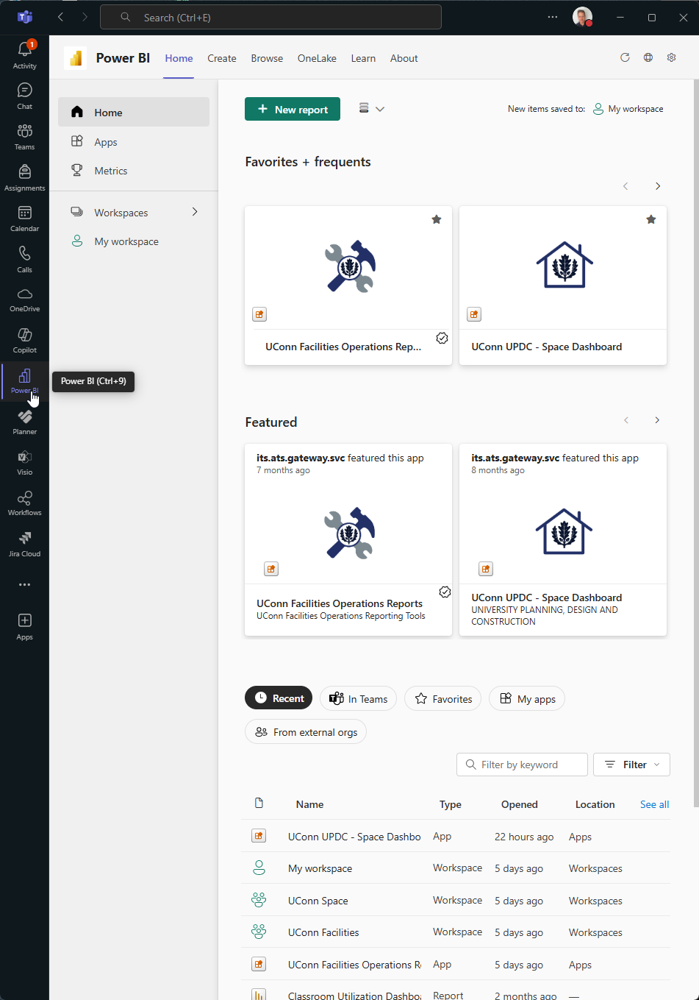 Search (Ctrl+E)
1
Activity
Chat
Teams
Assignments
Calendar
Calls
OneDrive
Copilot
Power BI
Power BI (Ctrl+9)
Planner
Visio
Workflows
Jira Cloud
Apps
Power BI
Home
Create
Browse
OneLake
Learn
About
Home
Apps
Metrics
Workspaces
My workspace
New report
New items saved to:
My workspace
Favorites + frequents
UConn Facilities Operations Rep...
UConn UPDC - Space Dashboard
Featured
its.ats.gateway.svc featured this app
7 months ago
UConn Facilities Operations Reports
UConn Facilities Operations Reporting Tools
its.ats.gateway.svc featured this app
8 months ago
UConn UPDC - Space Dashboard
UNIVERSITY PLANNING, DESIGN AND
CONSTRUCTION
Recent
In Teams
Favorites
My apps
From external orgs
Filter by keyword
Filter
Name Type Opened Location See all
UConn UPDC - Space Dashbo App 22 hours ago Apps
My workspace Workspace 5 days ago Workspaces
UConn Space Workspace 5 days ago Workspaces
UConn Facilities Workspace 5 days ago Workspaces
UConn Facilities Operations R App 5 days ago Apps
Classroom Utilization Dashbo Report 2 months ago —